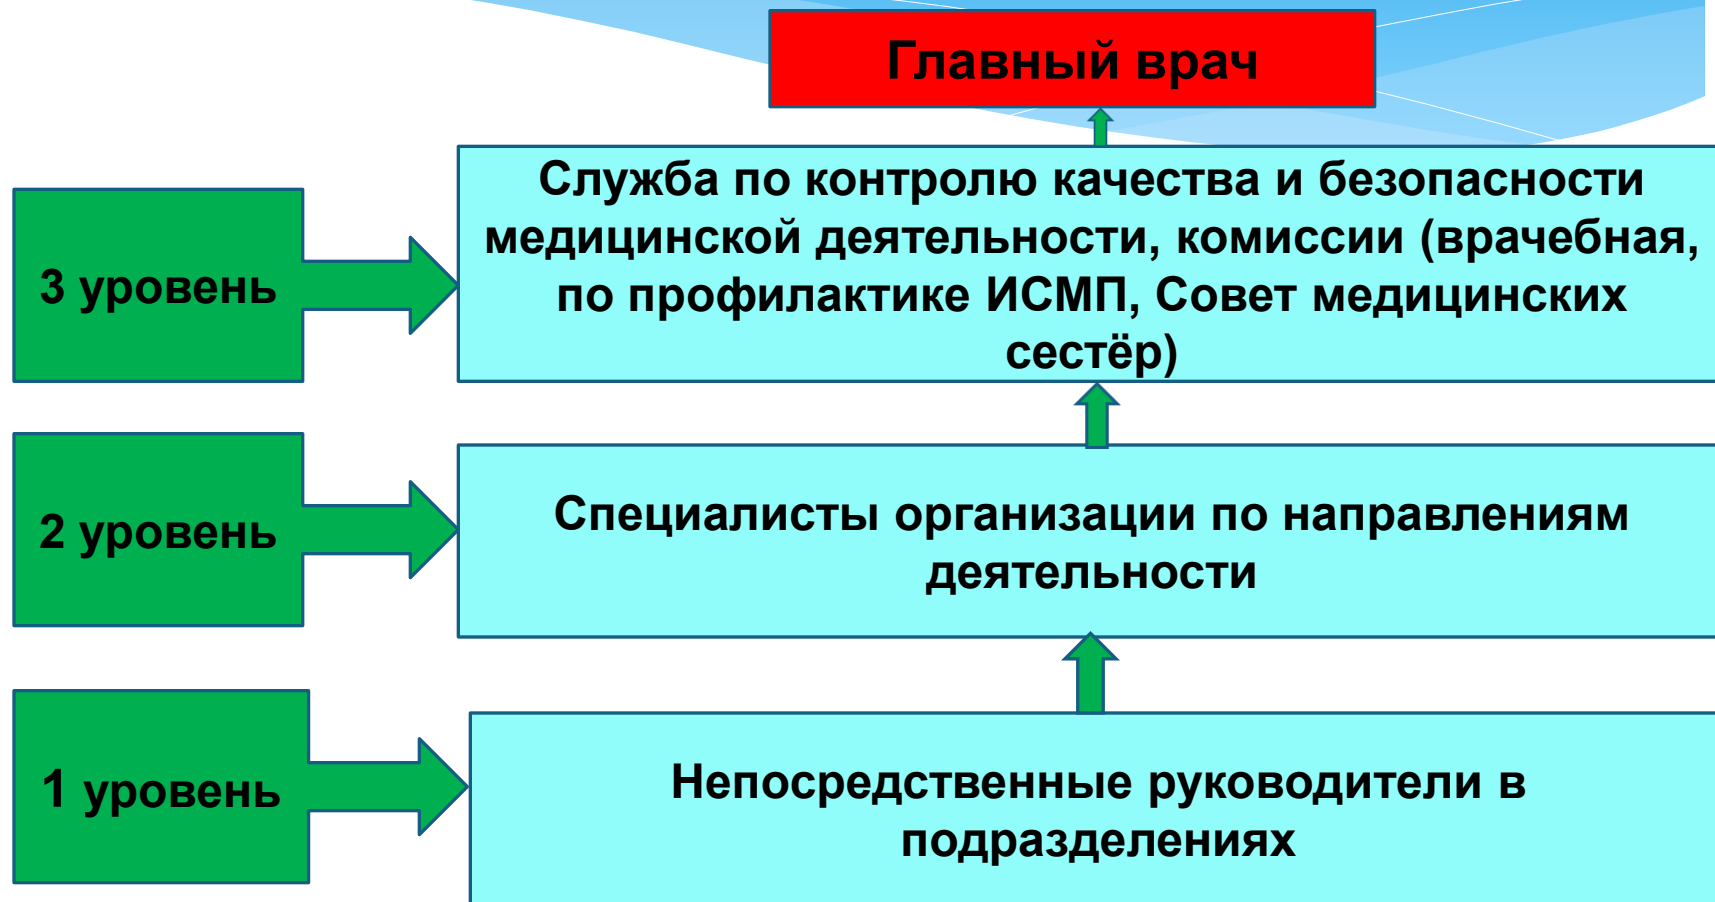 Главный врач
3 уровень
Служба по контролю качества и безопасности
медицинской деятельности, комиссии (врачебная,
по профилактике ИСМП, Совет медицинских
сестёр)
2 уровень
Специалисты организации по направлениям
деятельности
1 уровень
Непосредственные руководители в
подразделениях